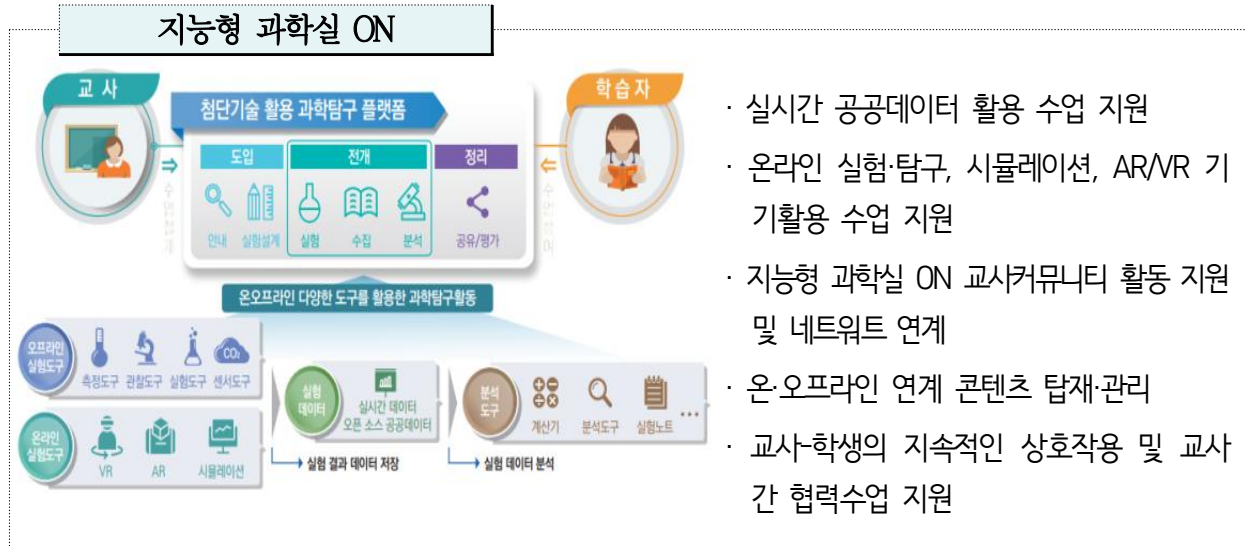 지능형 과학실 ON
교 사
학습자
첨단기술 활용 과학탐구 플랫폼
도입
전개
정리
안내
실험설계
실험
수집
분석
공유/평가
온오프라인 다양한 도구를 활용한 과학탐구활동
오프라인
실험도구
측정도구
관찰도구
실험도구
CO₂
센서도구
온라인
실험도구
VR
AR
시뮬레이션
실험
데이터
실시간 데이터
오픈 소스 공공데이터
실험 결과 데이터 저장
분석
도구
계산기
분석도구
실험노트
...
실험 데이터 분석
· 실시간 공공데이터 활용 수업 지원
· 온라인 실험·탐구, 시뮬레이션, AR/VR 기
기활용 수업 지원
· 지능형 과학실 ON 교사커뮤니티 활동 지원
및 네트워트 연계
· 온·오프라인 연계 콘텐츠 탑재·관리
· 교사-학생의 지속적인 상호작용 및 교사
간 협력수업 지원